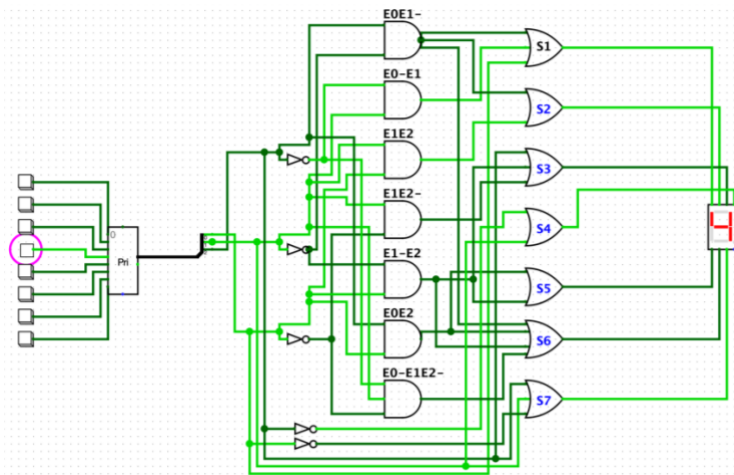 E0E1-
S1
E0-E1
S2
E1E2
S3
0
Pri
E1E2-
S4
4
E1-E2
S5
E0E2
S6
E0-E1E2-
S7